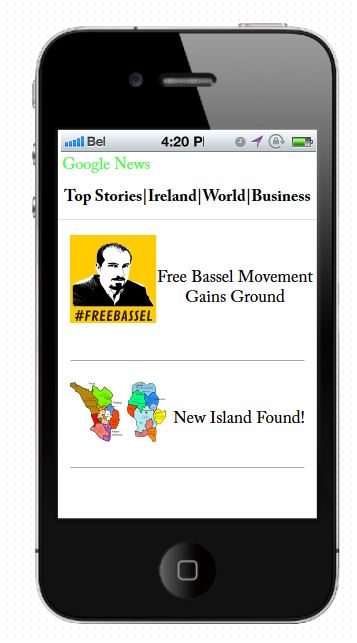 Bel
4:20 P
Google News
Top Stories|Ireland|World|Business
#FREEBASSEL
Free Bassel Movement
Gains Ground
New Island Found!